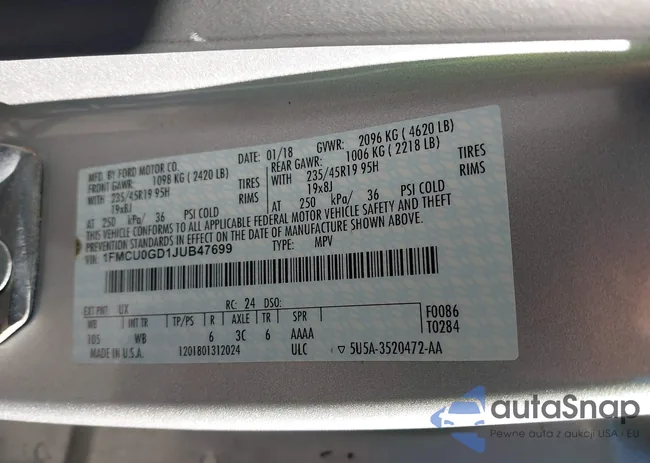 MFD. BY FORD MOTOR CO.
DATE: 01/18 GVWR: 2096 KG ( 4620 LB)
FRONT GAWR: 1098 KG ( 2420 LB) REAR GAWR: 1006 KG ( 2218 LB)
WITH 235/45R19 95H TIRES WITH 235/45R19 95H TIRES
19x8J RIMS 19x8J RIMS
AT 250 kPa/ 36 PSI COLD AT 250 kPa/ 36 PSI COLD
CONFORMS TO ALL APPLICABLE FEDERAL MOTOR VEHICLE SAFETY AND THEFT
PREVENTION STANDARDS IN EFFECT ON THE DATE OF MANUFACTURE SHOWN ABOVE.
VIN: 1FMCU0GD1JUB47699 TYPE: MPV
EXT PNT: UX RC: 24 DSO: F0086
WB INT TR TP/PS R AXLE TR SPR T0284
105 WB 6 3C 6 AAAA
MADE IN U.S.A. 1201801312024 ULC ▽ 5U5A-3520472-AA
autaSnap
Pewne auta z aukcji USA / EU